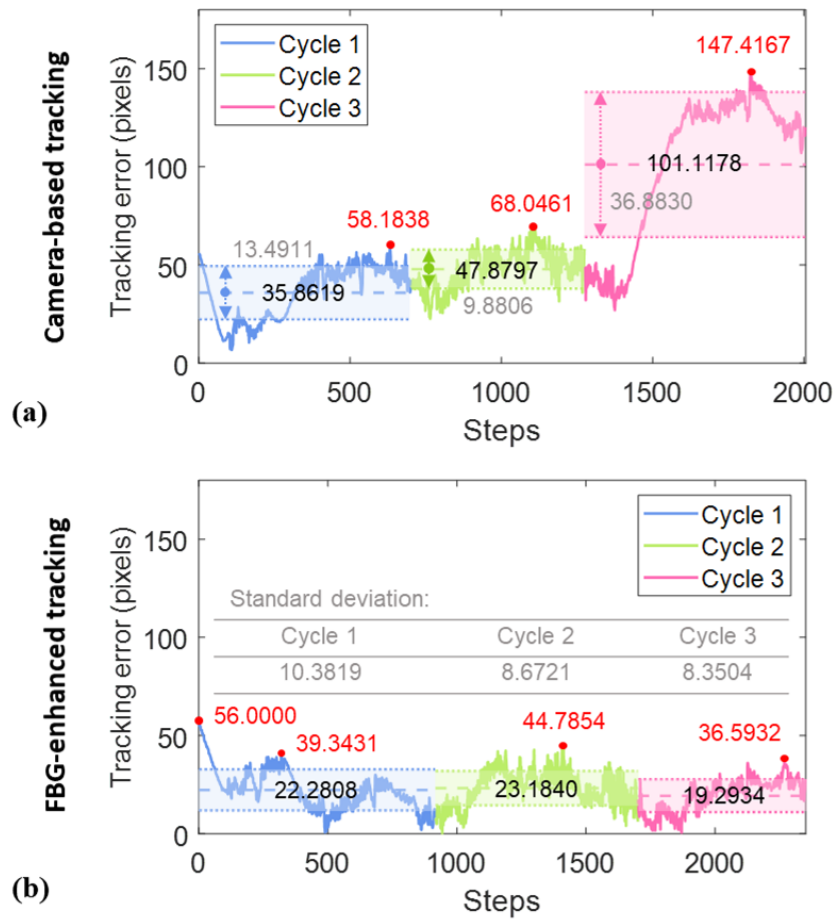 Camera-based tracking
Tracking error (pixels)
150
100
50
0
Cycle 1
Cycle 2
Cycle 3
147.4167
101.1178
36.8830
68.0461
58.1838
13.4911
35.8619
47.8797
9.8806
0
500
1000
1500
2000
Steps
(a)
FBG-enhanced tracking
Tracking error (pixels)
150
100
50
0
Cycle 1
Cycle 2
Cycle 3
Standard deviation:
Cycle 1 Cycle 2 Cycle 3
10.3819 8.6721 8.3504
56.0000
39.3431
44.7854
36.5932
22.2808
23.1840
19.2934
0
500
1000
1500
2000
Steps
(b)